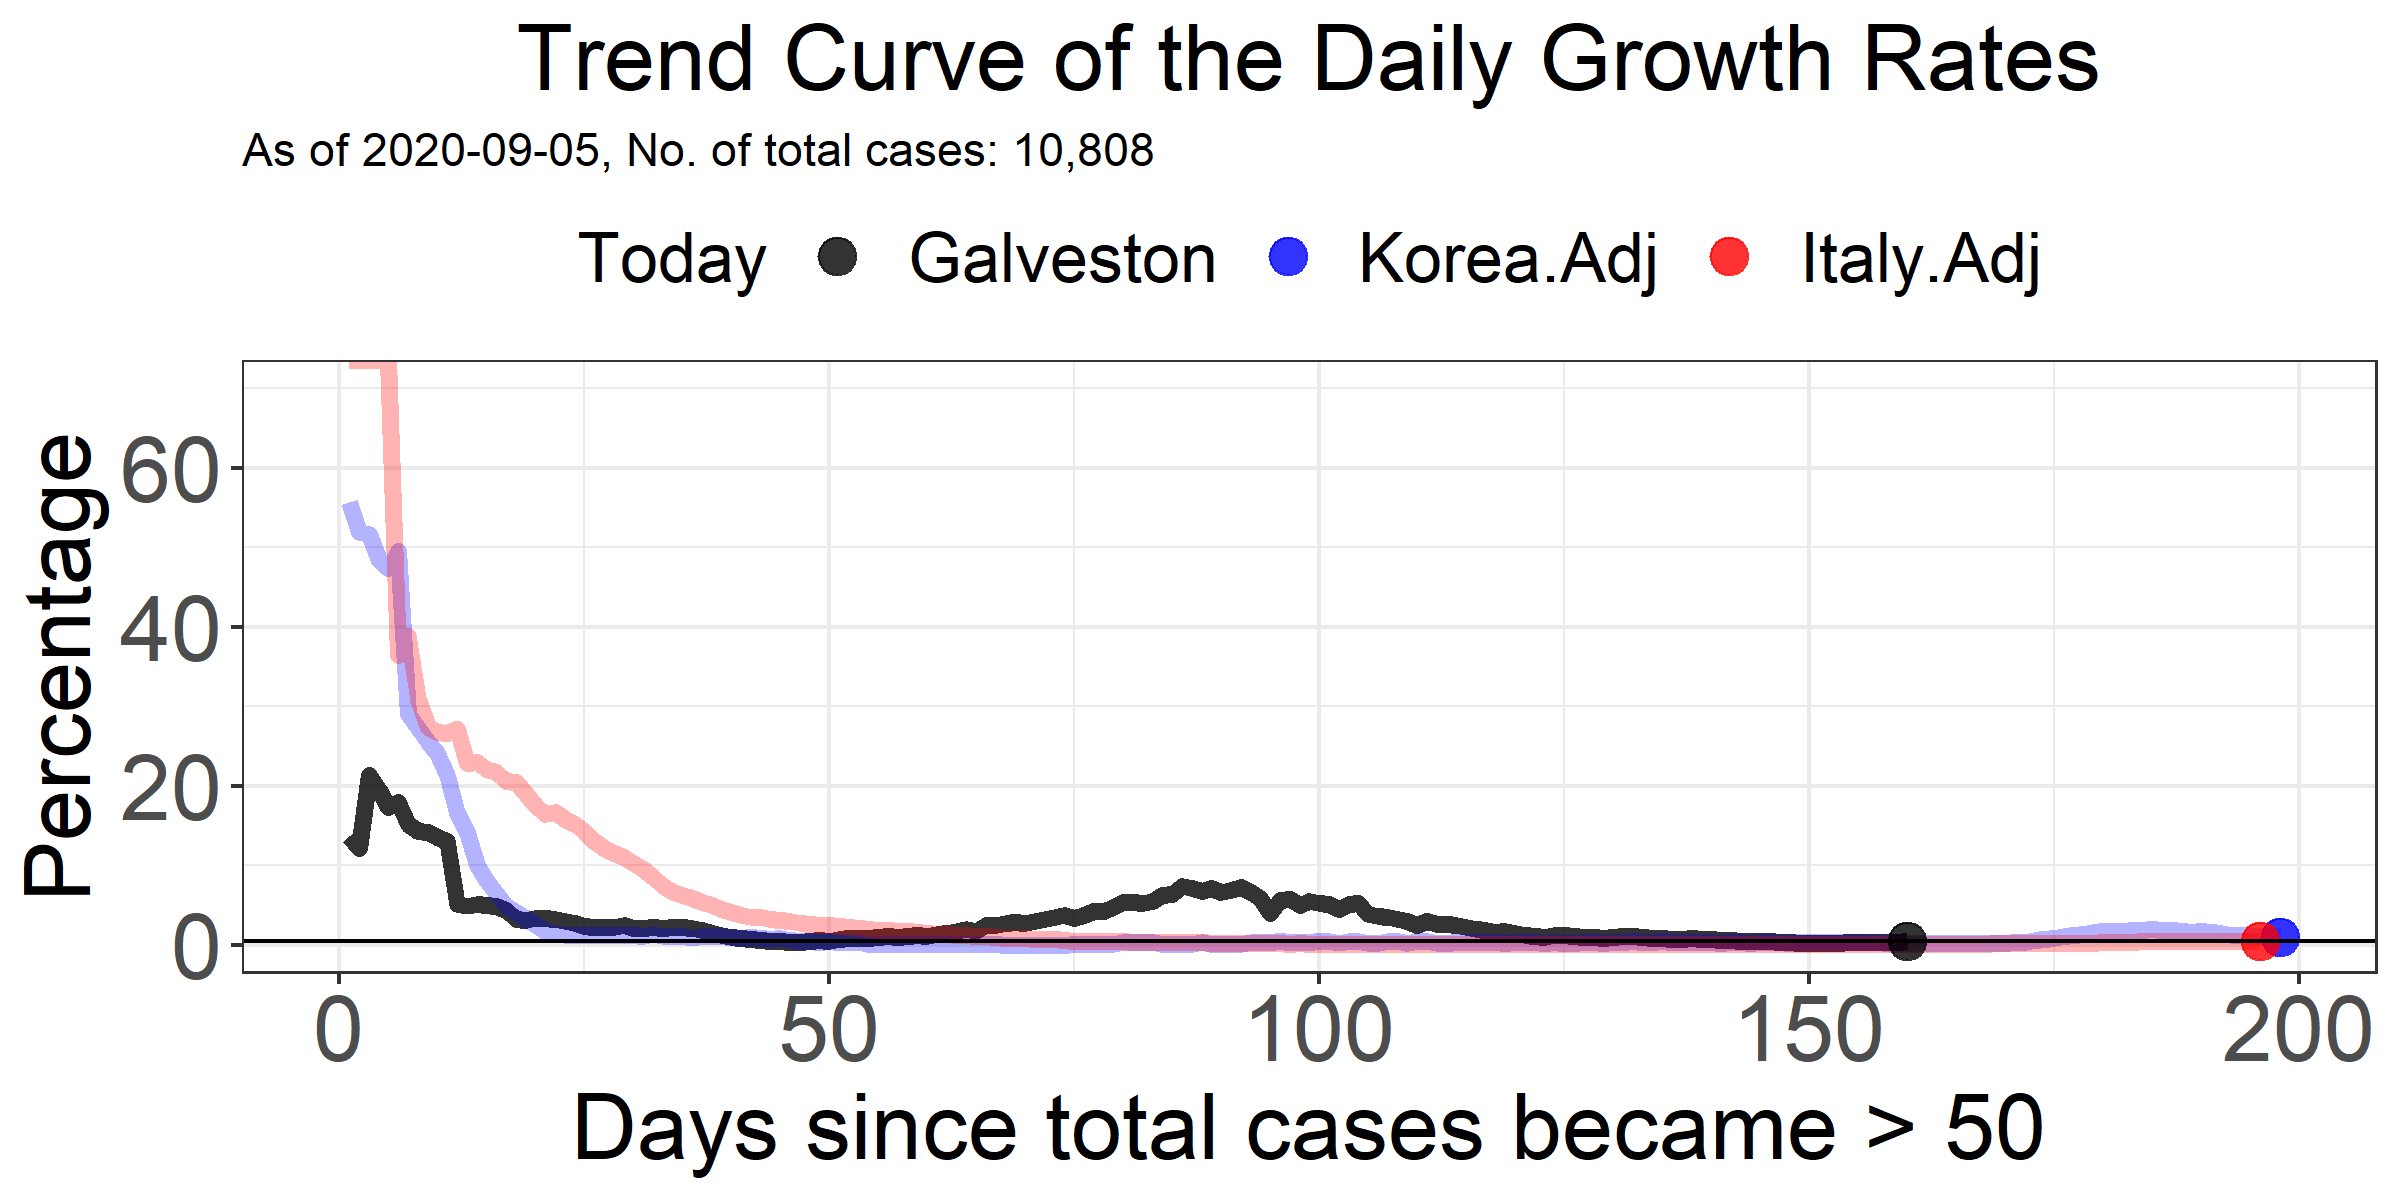 Trend Curve of the Daily Growth Rates
As of 2020-09-05, No. of total cases: 10,808
Today Galveston Korea.Adj Italy.Adj
Percentage
60
40
20
0
0 50 100 150 200
Days since total cases became > 50